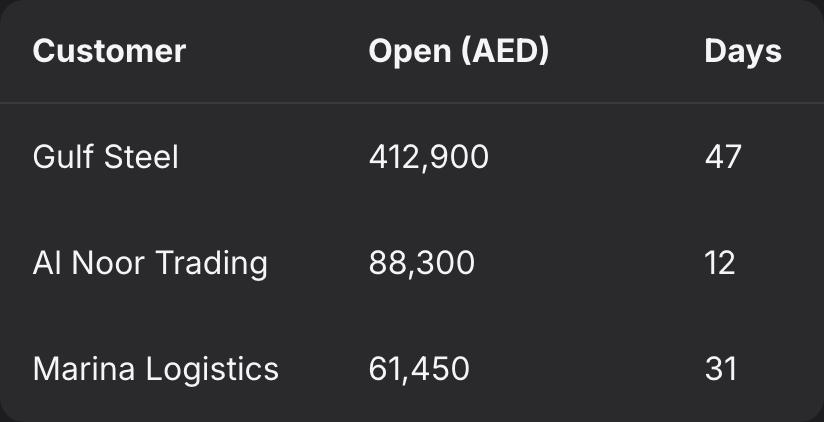 Customer Open (AED) Days
Gulf Steel 412,900 47
Al Noor Trading 88,300 12
Marina Logistics 61,450 31